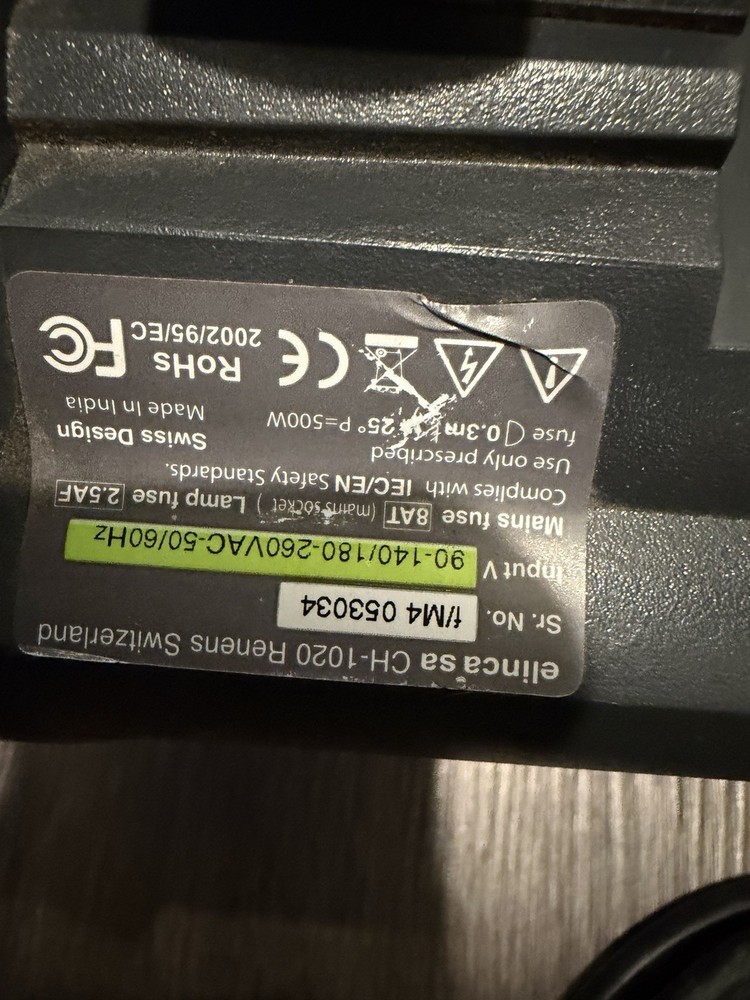 elinca sa CH-1020 Renens Switzerland
Sr. No. f/M4 053034
Input V 90-140/180-260VAC-50/60Hz
Mains fuse 8AT (mains socket) Lamp fuse 2.5AF
Complies with IEC/EN Safety Standards.
Use only prescribed
fuse 0.3m 25° P=500W
Swiss Design
Made In India
CE RoHS FC
2002/95/EC